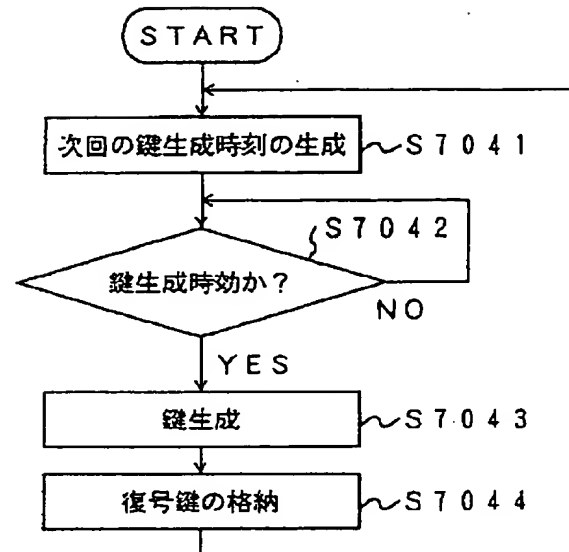 START
次回の鍵生成時刻の生成 S7041
S7042
鍵生成時効か？
NO
YES
鍵生成 S7043
復号鍵の格納 S7044